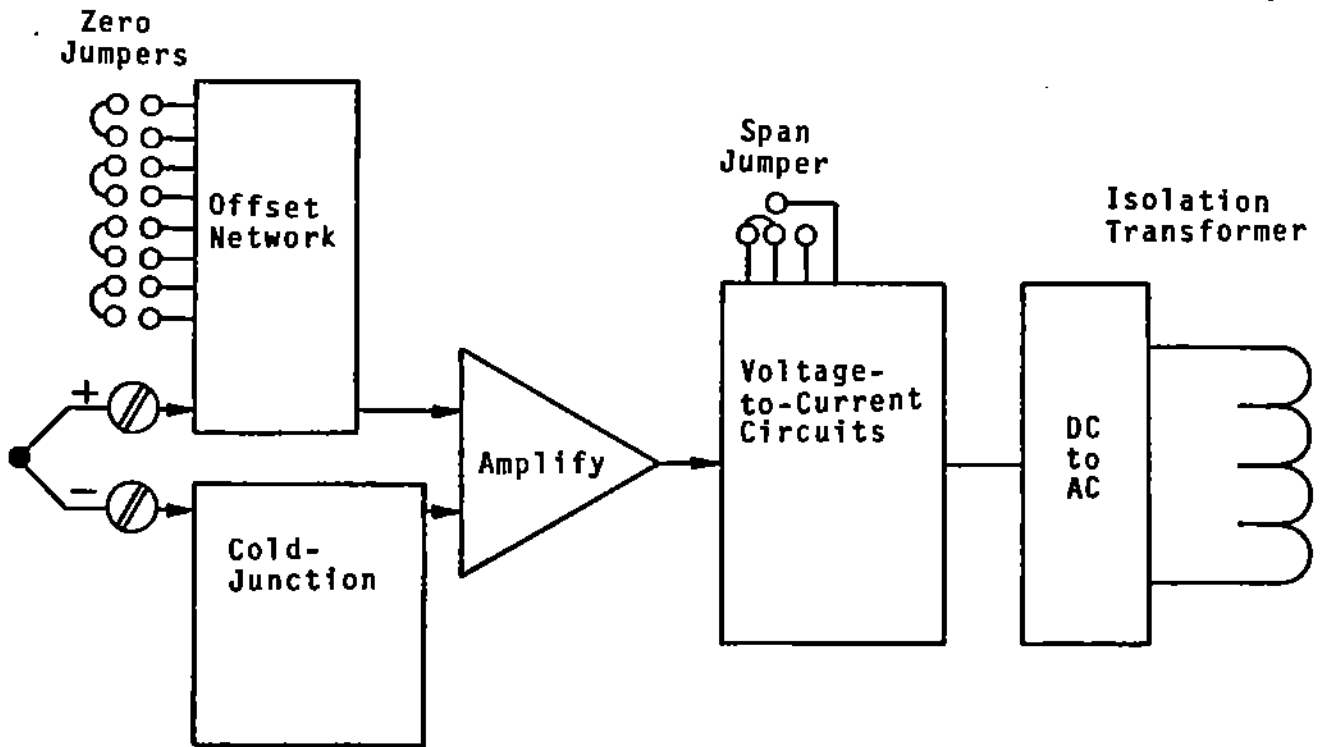 Zero
Jumpers
Offset
Network
+
-
Cold-
Junction
Amplify
Span
Jumper
Voltage-
to-Current
Circuits
DC
to
AC
Isolation
Transformer